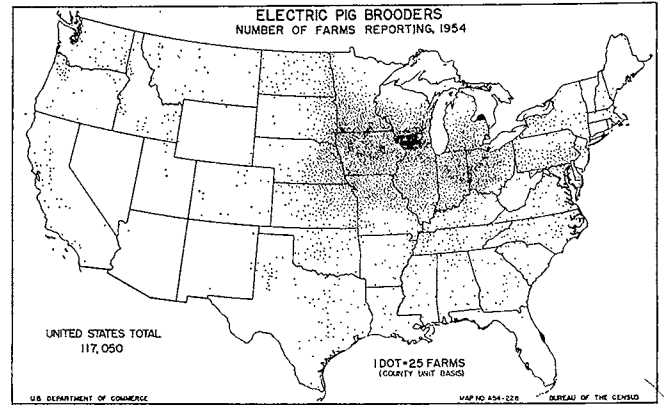 ELECTRIC PIG BROODERS
NUMBER OF FARMS REPORTING, 1954
UNITED STATES TOTAL
117,050
1 DOT=25 FARMS
(COUNTY UNIT BASIS)
U.S. DEPARTMENT OF COMMERCE
MAP NO A54-228
BUREAU OF THE CENSUS